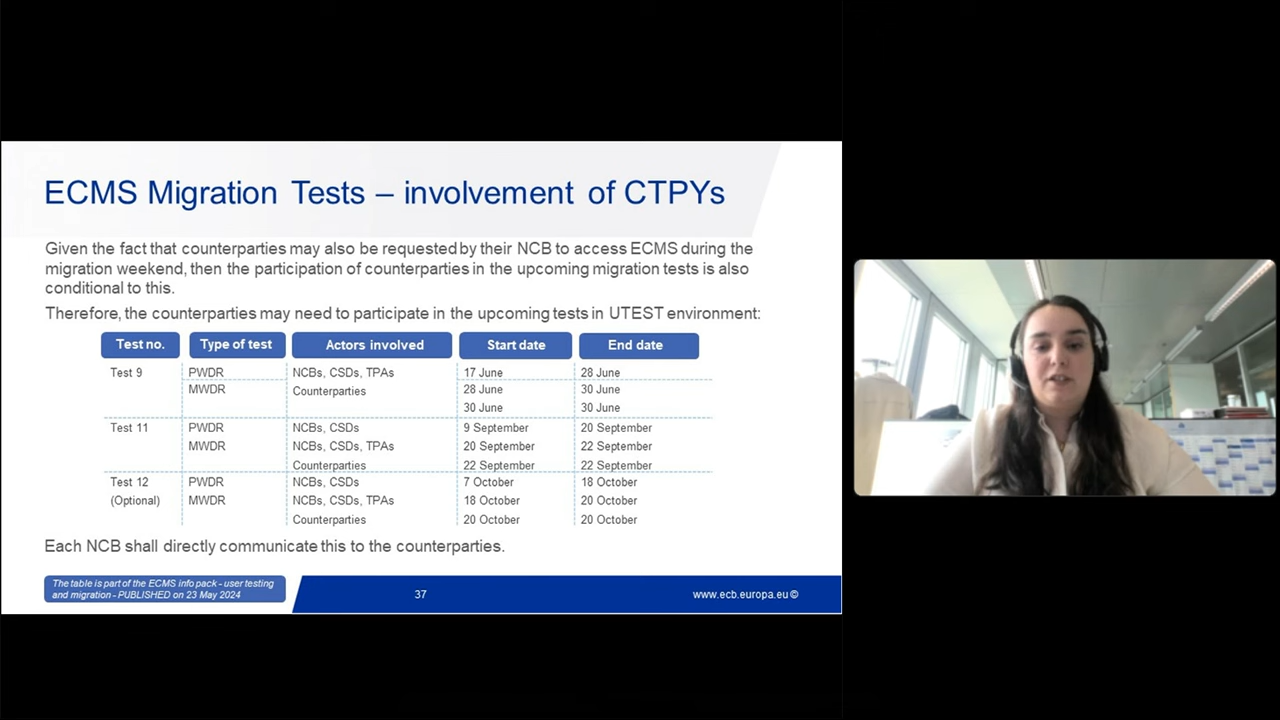 ECMS Migration Tests – involvement of CTPYs
Given the fact that counterparties may also be requested by their NCB to access ECMS during the
migration weekend, then the participation of counterparties in the upcoming migration tests is also
conditional to this.
Therefore, the counterparties may need to participate in the upcoming tests in UTEST environment:
Test no. Type of test Actors involved Start date End date
Test 9 PWDR NCBs, CSDs, TPAs 17 June 28 June
MWDR Counterparties 28 June 30 June
30 June 30 June
Test 11 PWDR NCBs, CSDs 9 September 20 September
MWDR NCBs, CSDs, TPAs 20 September 22 September
Counterparties 22 September 22 September
Test 12 PWDR NCBs, CSDs 7 October 18 October
(Optional) MWDR NCBs, CSDs, TPAs 18 October 20 October
Counterparties 20 October 20 October
Each NCB shall directly communicate this to the counterparties.
The table is part of the ECMS info pack - user testing
and migration - PUBLISHED on 23 May 2024
37
www.ecb.europa.eu ©